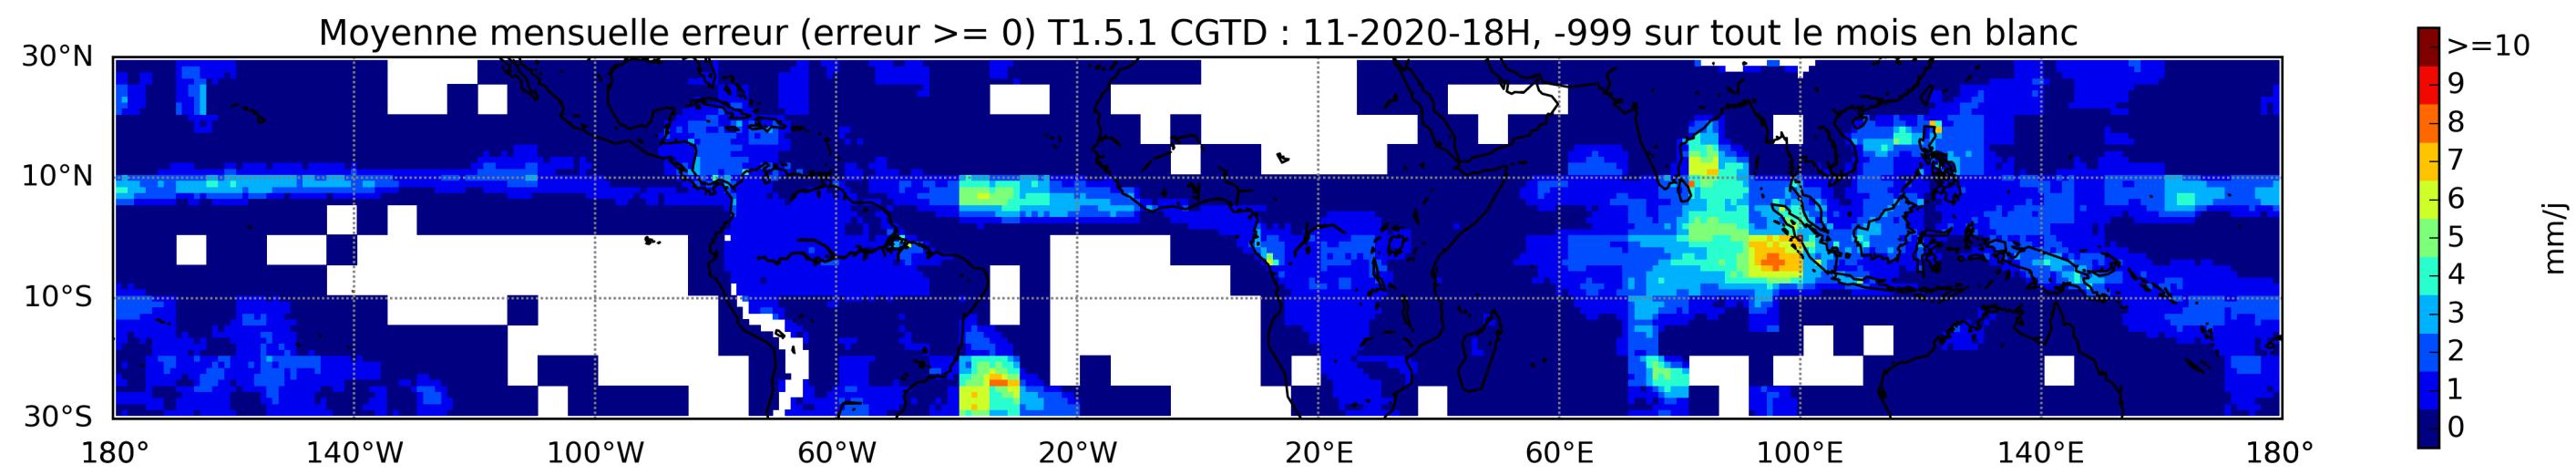 Moyenne mensuelle erreur (erreur >= 0) T1.5.1 CGTD : 11-2020-18H, -999 sur tout le mois en blanc
30°N
10°N
10°S
30°S
180°
140°W
100°W
60°W
20°W
20°E
60°E
100°E
140°E
180°
>=10
9
8
7
6
5
4
3
2
1
0
mm/j